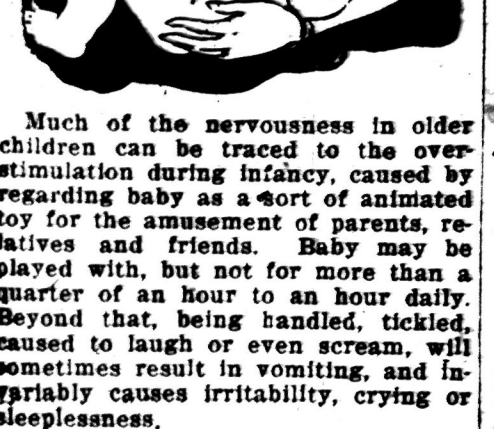 Much of the nervousness in older
children can be traced to the over-
stimulation during infancy, caused by
regarding baby as a sort of animated
toy for the amusement of parents, re-
latives and friends. Baby may be
played with, but not for more than a
quarter of an hour to an hour daily.
Beyond that, being handled, tickled,
caused to laugh or even scream, will
sometimes result in vomiting, and in-
variably causes irritability, crying or
sleeplessness.